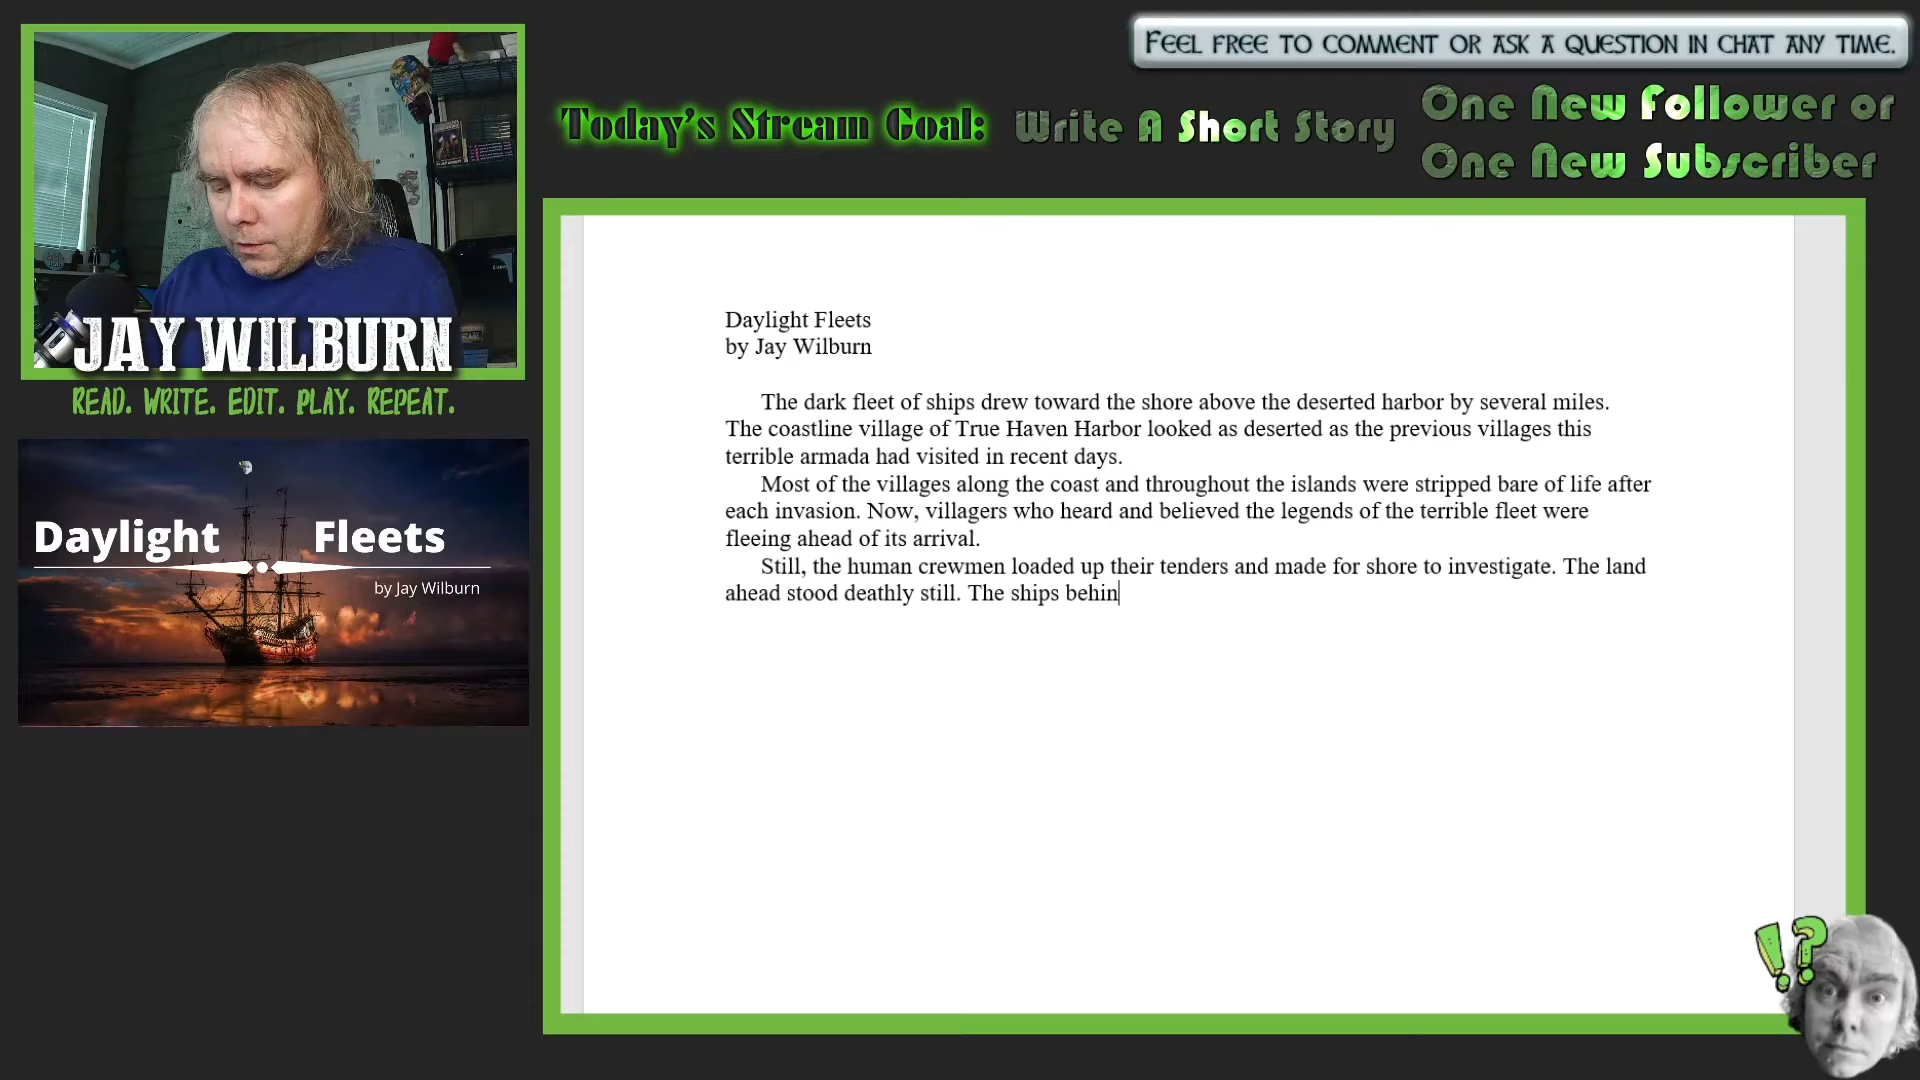 FEEL FREE TO COMMENT OR ASK A QUESTION IN CHAT ANY TIME.
Today's Stream Goal:
Write A Short Story
One New Follower or
One New Subscriber
JAY WILBURN
READ. WRITE. EDIT. PLAY. REPEAT.
Daylight Fleets
by Jay Wilburn
Daylight Fleets
by Jay Wilburn
The dark fleet of ships drew toward the shore above the deserted harbor by several miles.
The coastline village of True Haven Harbor looked as deserted as the previous villages this
terrible armada had visited in recent days.
Most of the villages along the coast and throughout the islands were stripped bare of life after
each invasion. Now, villagers who heard and believed the legends of the terrible fleet were
fleeing ahead of its arrival.
Still, the human crewmen loaded up their tenders and made for shore to investigate. The land
ahead stood deathly still. The ships behin
!?